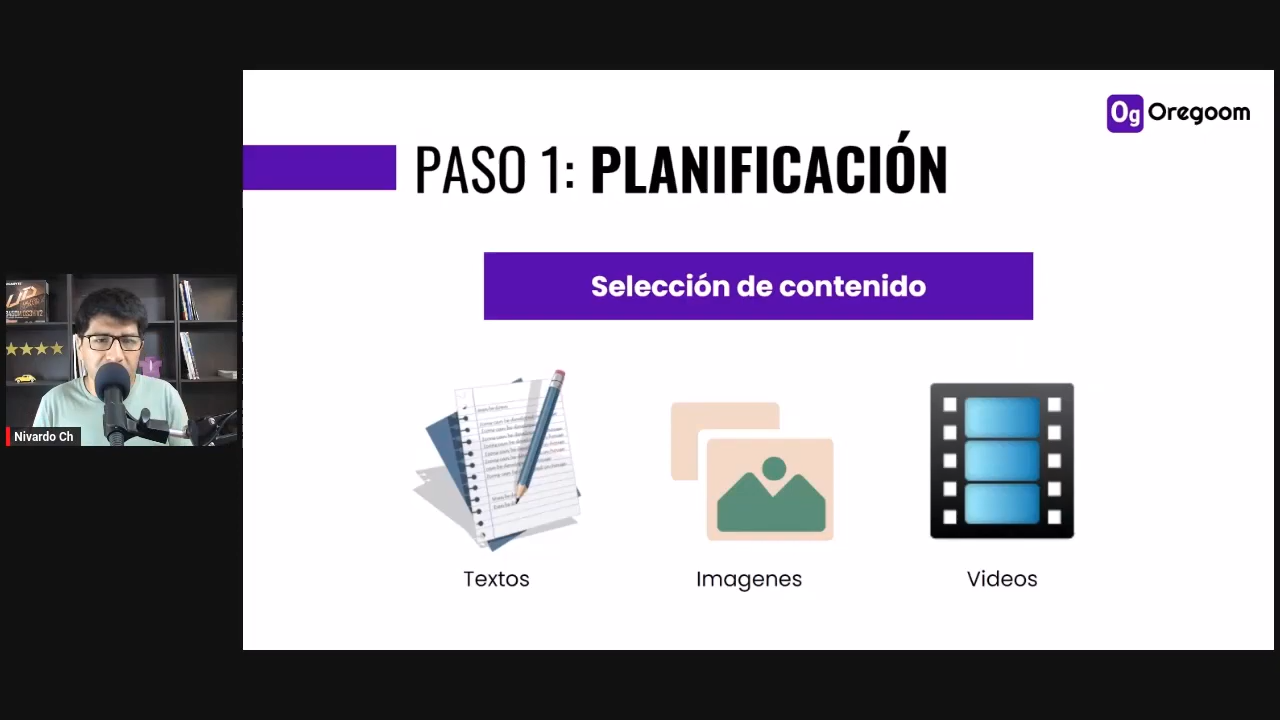 Og Oregoom
PASO 1: PLANIFICACIÓN
Selección de contenido
Textos
Imagenes
Videos
Nivardo Ch